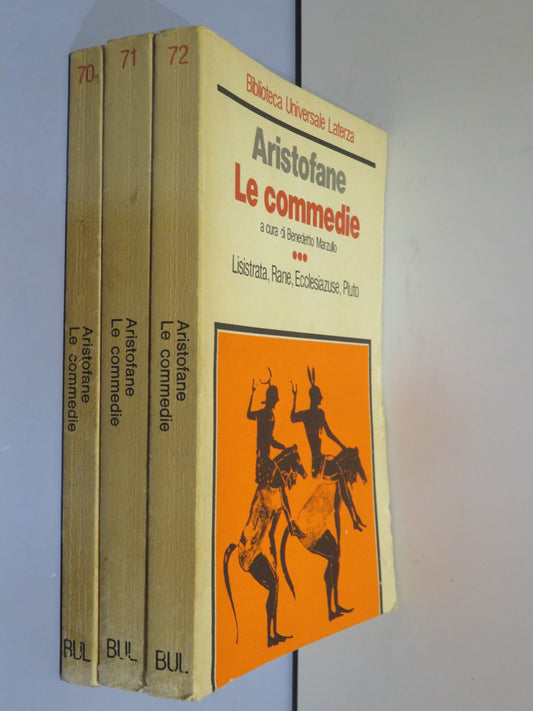 70
Aristofane
Le commedie
BUL
71
Aristofane
Le commedie
BUL
72
Aristofane
Le commedie
BUL
Biblioteca Universale Laterza
Aristofane
Le commedie
a cura di Benedetto Marzullo
•••
Lisistrata, Rane, Ecclesiazuse, Pluto